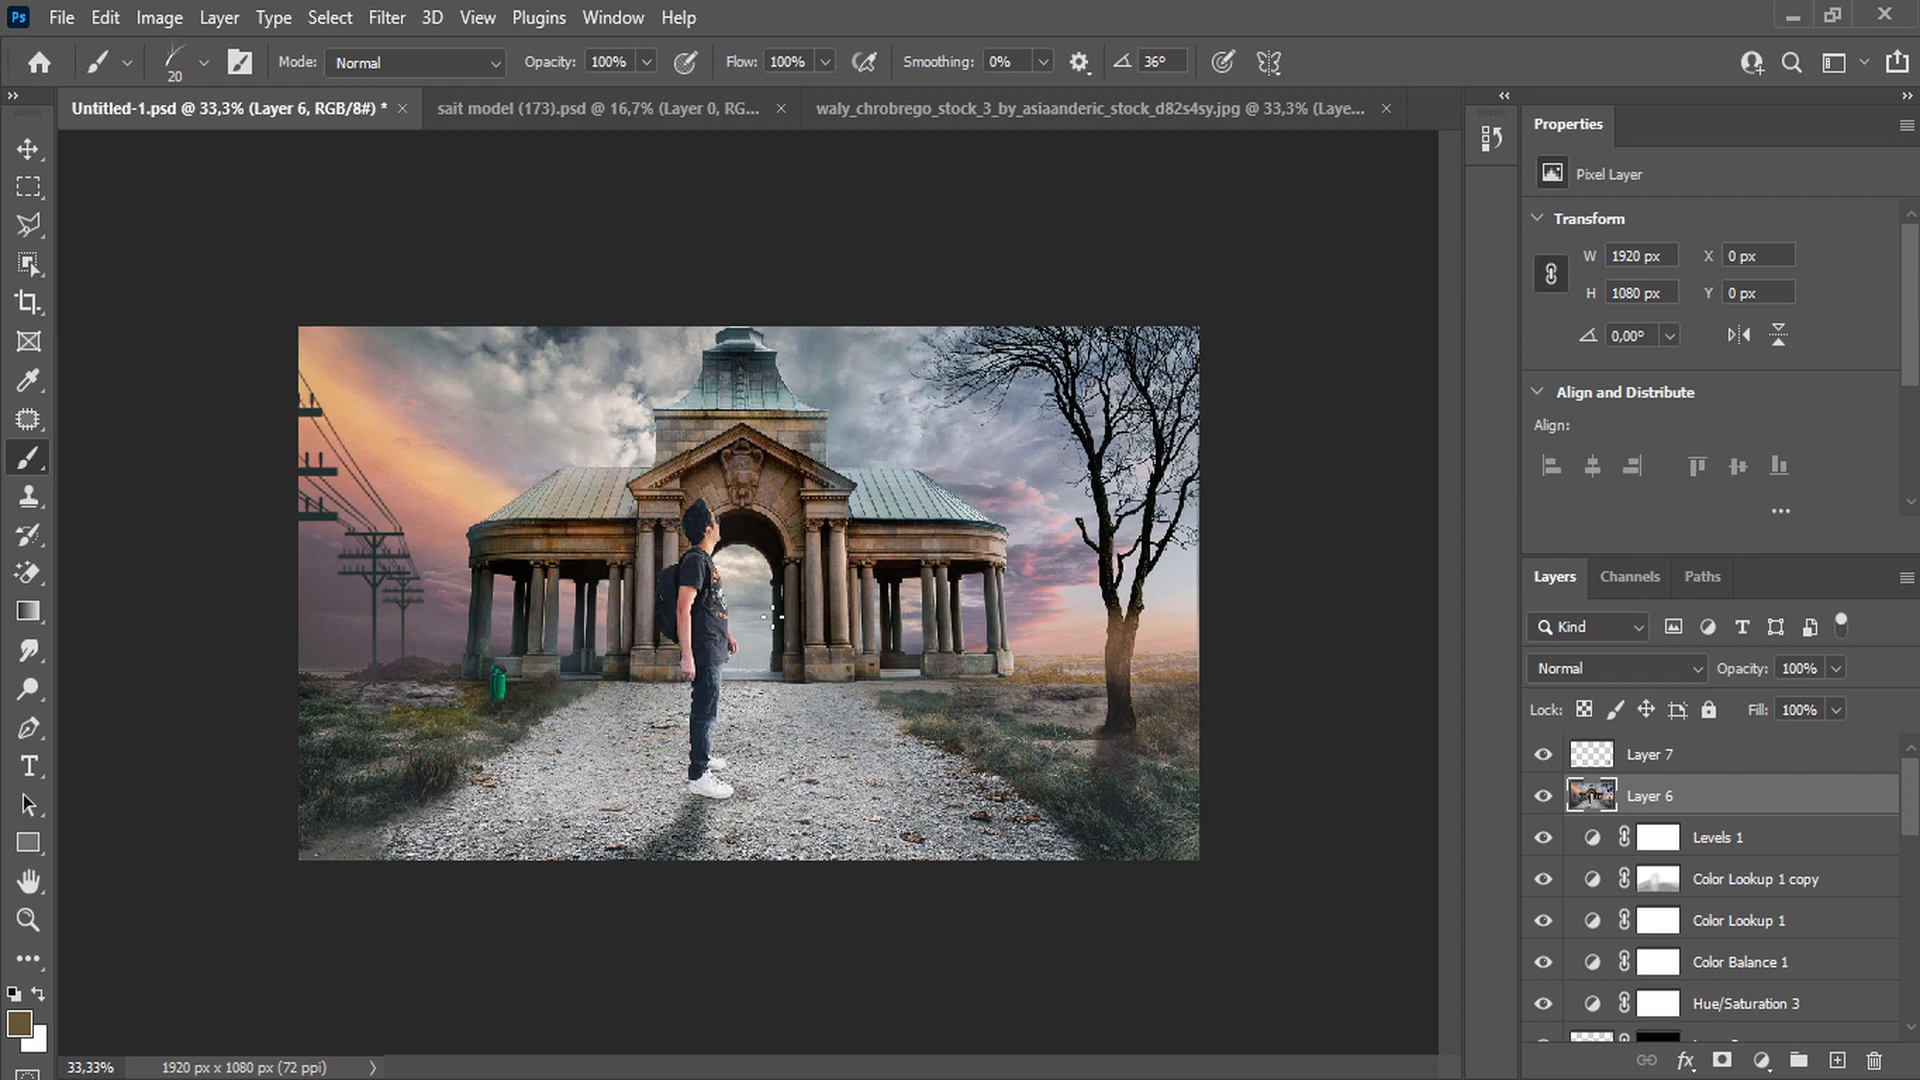 Ps File Edit Image Layer Type Select Filter 3D View Plugins Window Help
20 Mode: Normal Opacity: 100% Flow: 100% Smoothing: 0% 36°
Untitled-1.psd @ 33,3% (Layer 6, RGB/8#) * sait model (173).psd @ 16,7% (Layer 0, RG... waly_chrobrego_stock_3_by_asiaanderic_stock_d82s4sy.jpg @ 33,3% (Laye...
Properties
Pixel Layer
Transform
W 1920 px X 0 px
H 1080 px Y 0 px
0,00°
Align and Distribute
Align:
Layers Channels Paths
Kind
Normal Opacity: 100%
Lock: Fill: 100%
Layer 7
Layer 6
Levels 1
Color Lookup 1 copy
Color Lookup 1
Color Balance 1
Hue/Saturation 3
33,33% 1920 px x 1080 px (72 ppi)